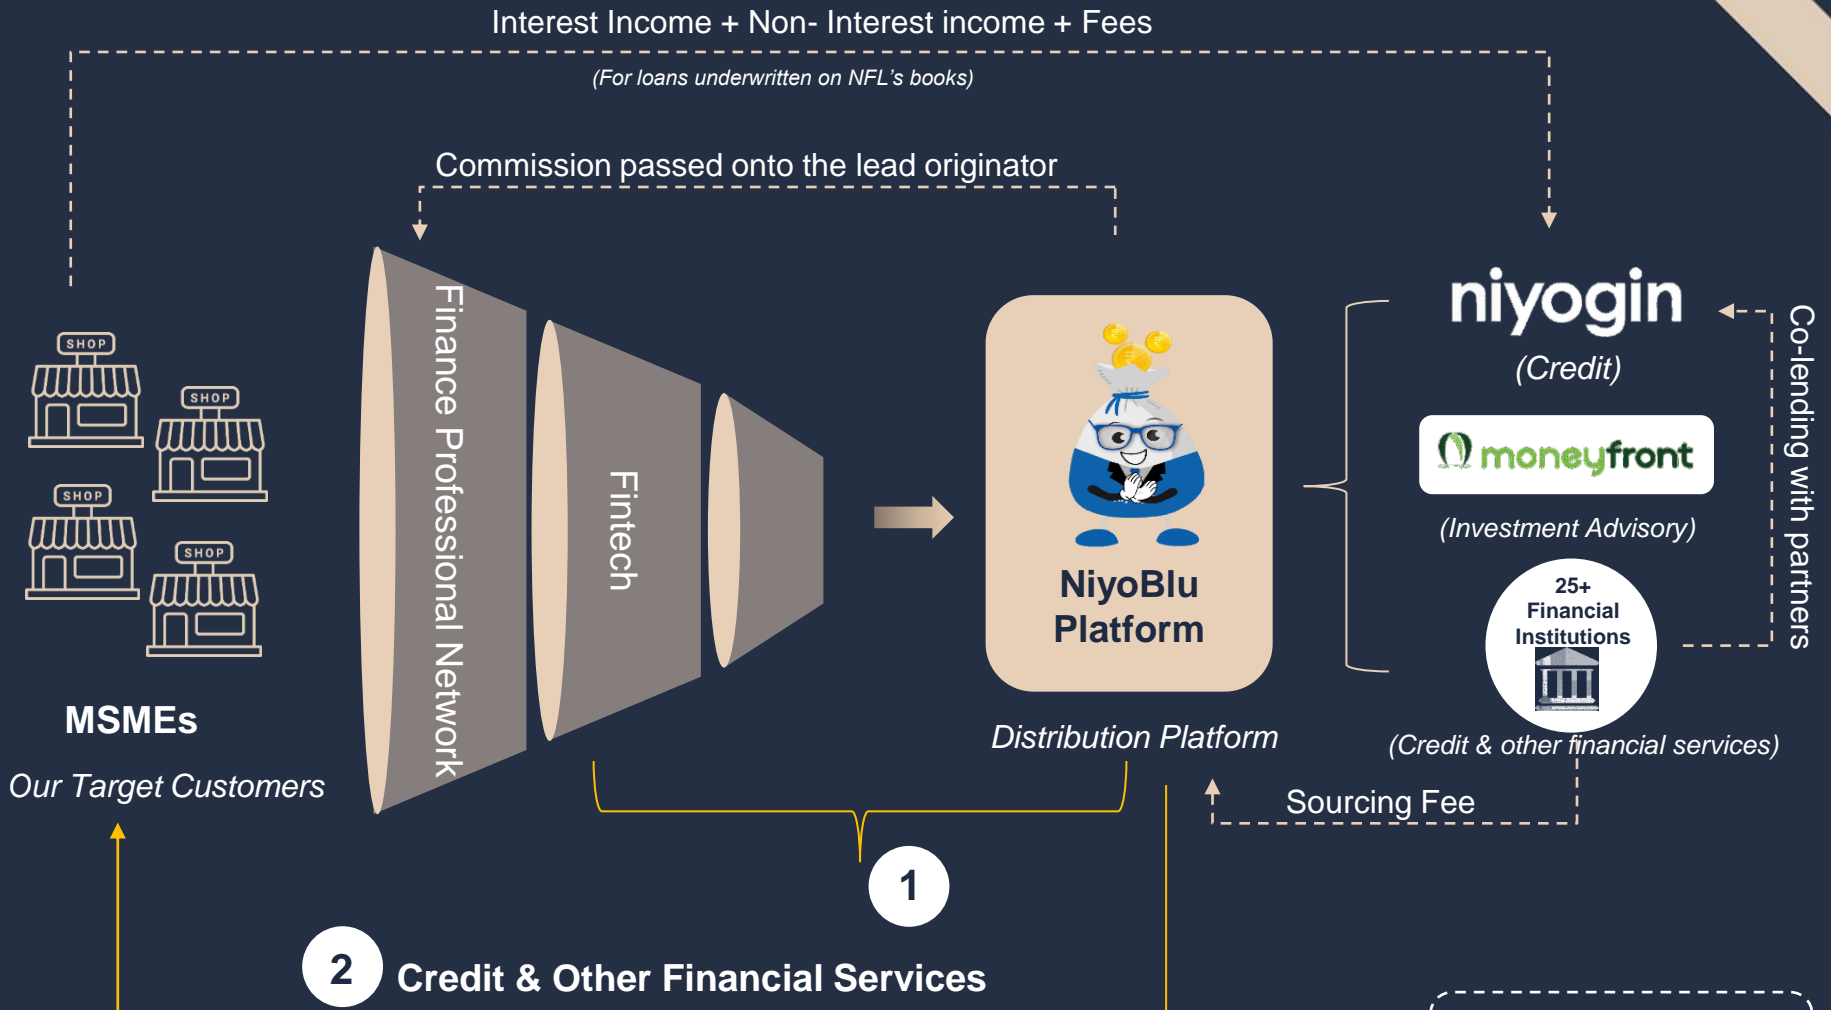 Interest Income + Non- Interest income + Fees
(For loans underwritten on NFL's books)
Commission passed onto the lead originator
SHOP
SHOP
SHOP
SHOP
MSMEs
Our Target Customers
Finance Professional Network
Fintech
NiyoBlu
Platform
Distribution Platform
niyogin
(Credit)
moneyfront
(Investment Advisory)
25+
Financial
Institutions
(Credit & other financial services)
Co-lending with partners
Sourcing Fee
1
2
Credit & Other Financial Services